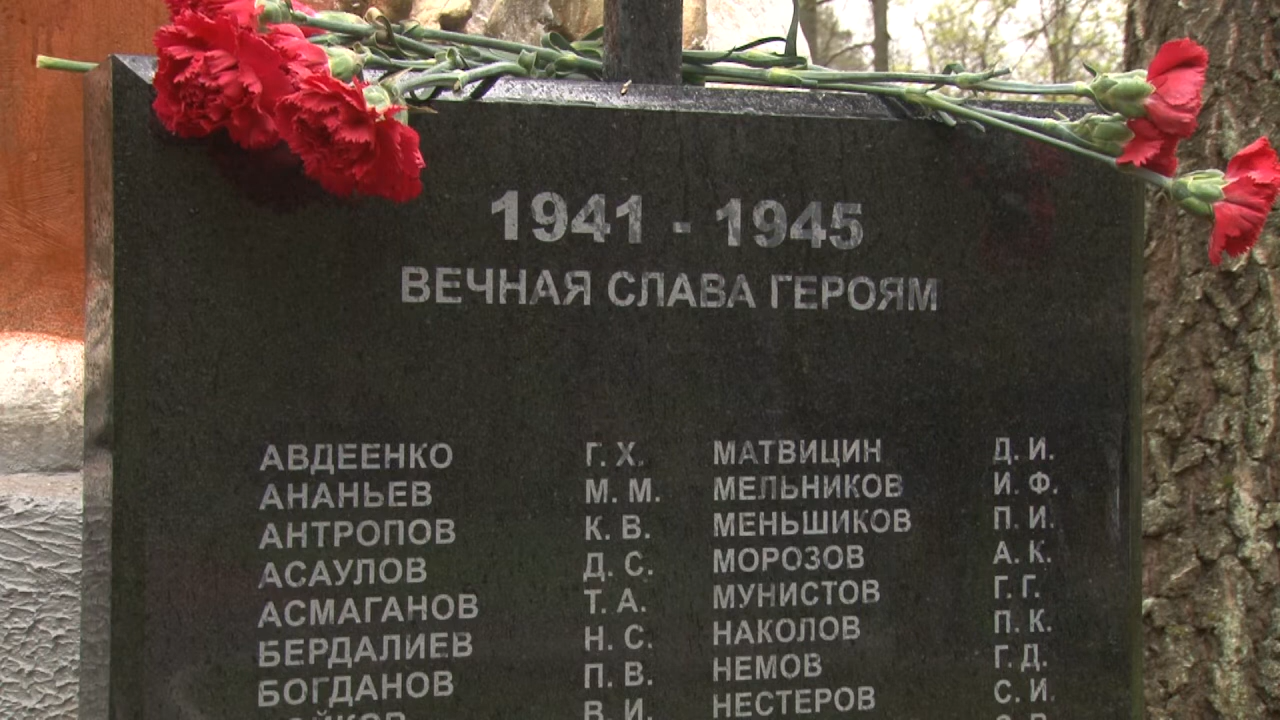 1941 - 1945
ВЕЧНАЯ СЛАВА ГЕРОЯМ
АВДЕЕНКО Г. Х. МАТВИЦИН Д. И.
АНАНЬЕВ М. М. МЕЛЬНИКОВ И. Ф.
АНТРОПОВ К. В. МЕНЬШИКОВ П. И.
АСАУЛОВ Д. С. МОРОЗОВ А. К.
АСМАГАНОВ Т. А. МУНИСТОВ Г. Г.
БЕРДАЛИЕВ Н. С. НАКОЛОВ П. К.
БОГДАНОВ П. В. НЕМОВ Г. Д.
В. И. НЕСТЕРОВ С. И.